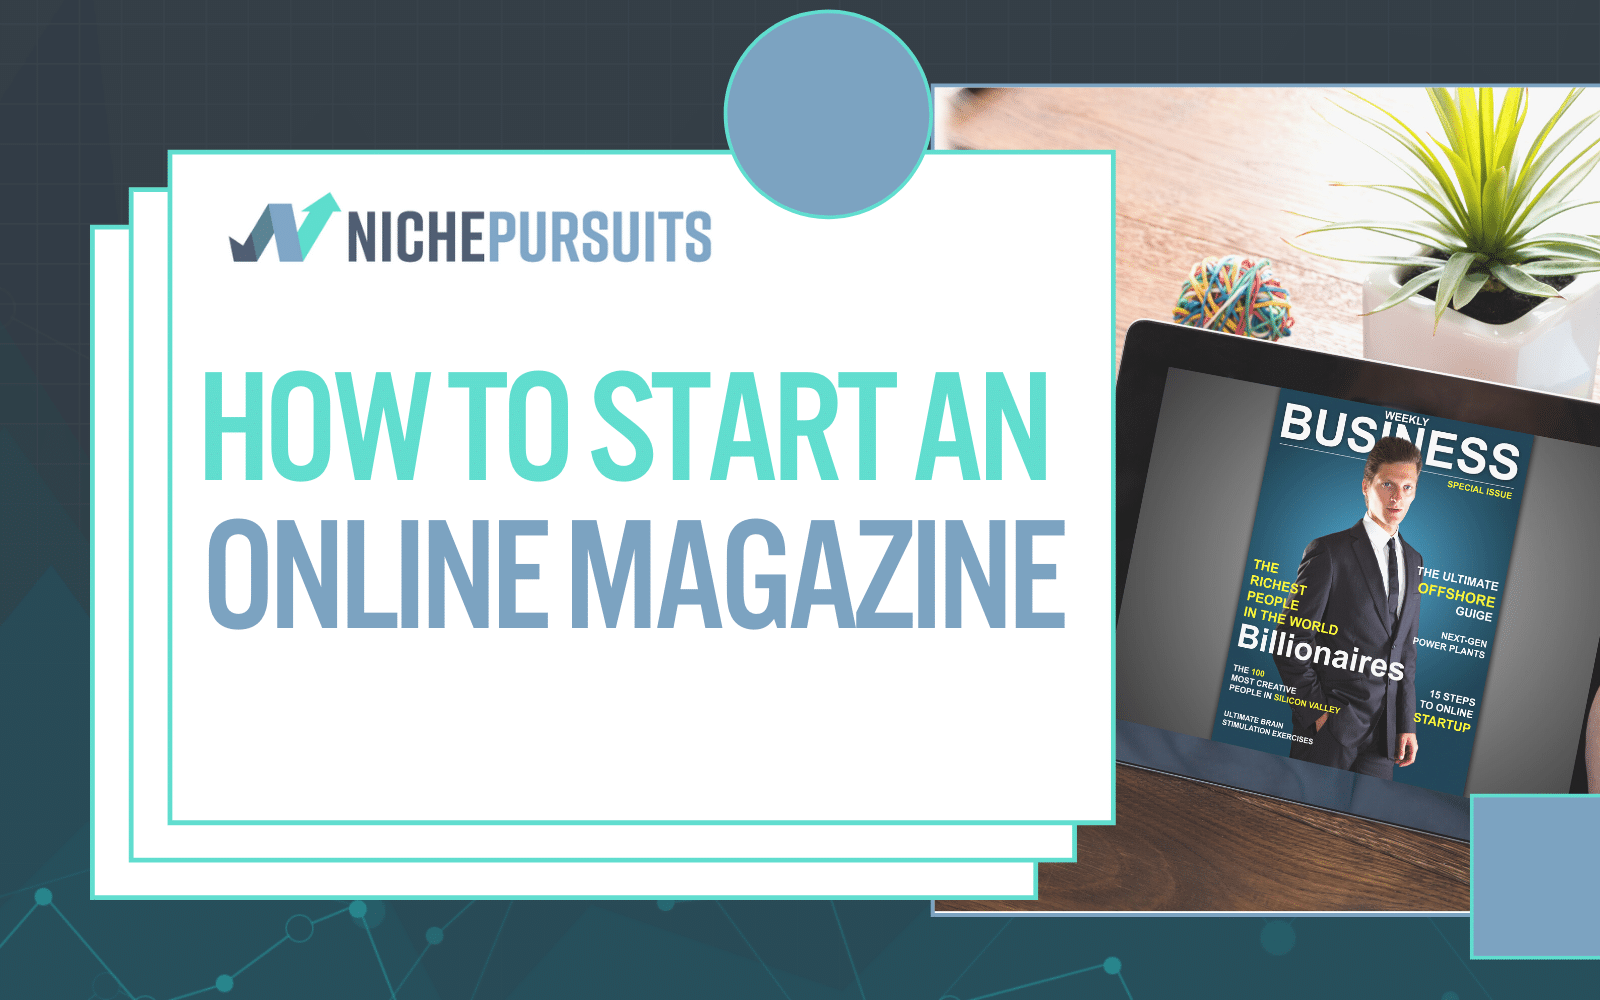 NICHEPURSUITS
HOW TO START AN
ONLINE MAGAZINE
WEEKLY
BUSINESS
SPECIAL ISSUE
THE
RICHEST
PEOPLE
IN THE WORLD
Billionaires
THE 100
MOST CREATIVE
PEOPLE IN SILICON VALLEY
ULTIMATE BRAIN
STIMULATION EXERCISES
THE ULTIMATE
OFFSHORE
GUIGE
NEXT-GEN
POWER PLANTS
15 STEPS
TO ONLINE
STARTUP